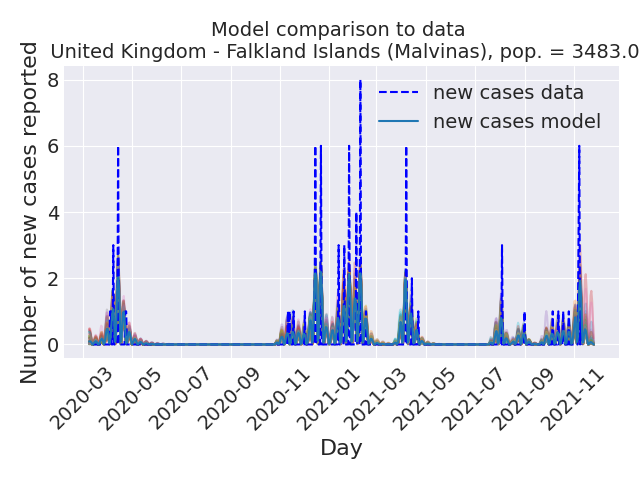 Model comparison to data
United Kingdom - Falkland Islands (Malvinas), pop. = 3483.0
Number of new cases reported
8
6
4
2
0
new cases data
new cases model
2020-03
2020-05
2020-07
2020-09
2020-11
2021-01
2021-03
2021-05
2021-07
2021-09
2021-11
Day